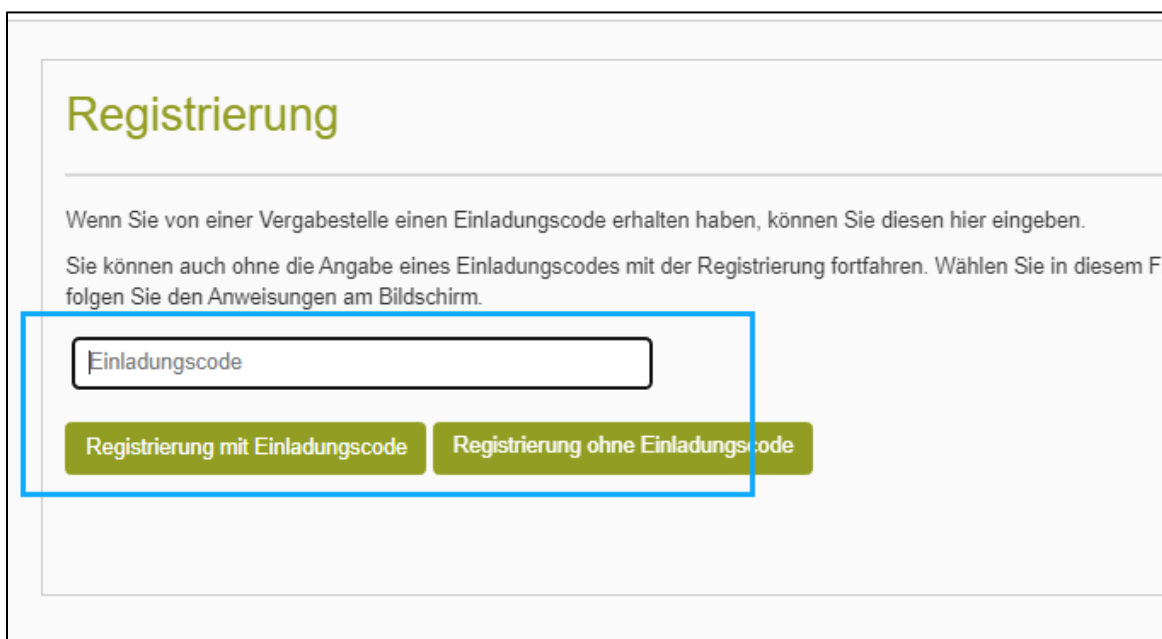 Registrierung
Wenn Sie von einer Vergabestelle einen Einladungscode erhalten haben, können Sie diesen hier eingeben.
Sie können auch ohne die Angabe eines Einladungscodes mit der Registrierung fortfahren. Wählen Sie in diesem F
folgen Sie den Anweisungen am Bildschirm.
Einladungscode
Registrierung mit Einladungscode Registrierung ohne Einladungscode